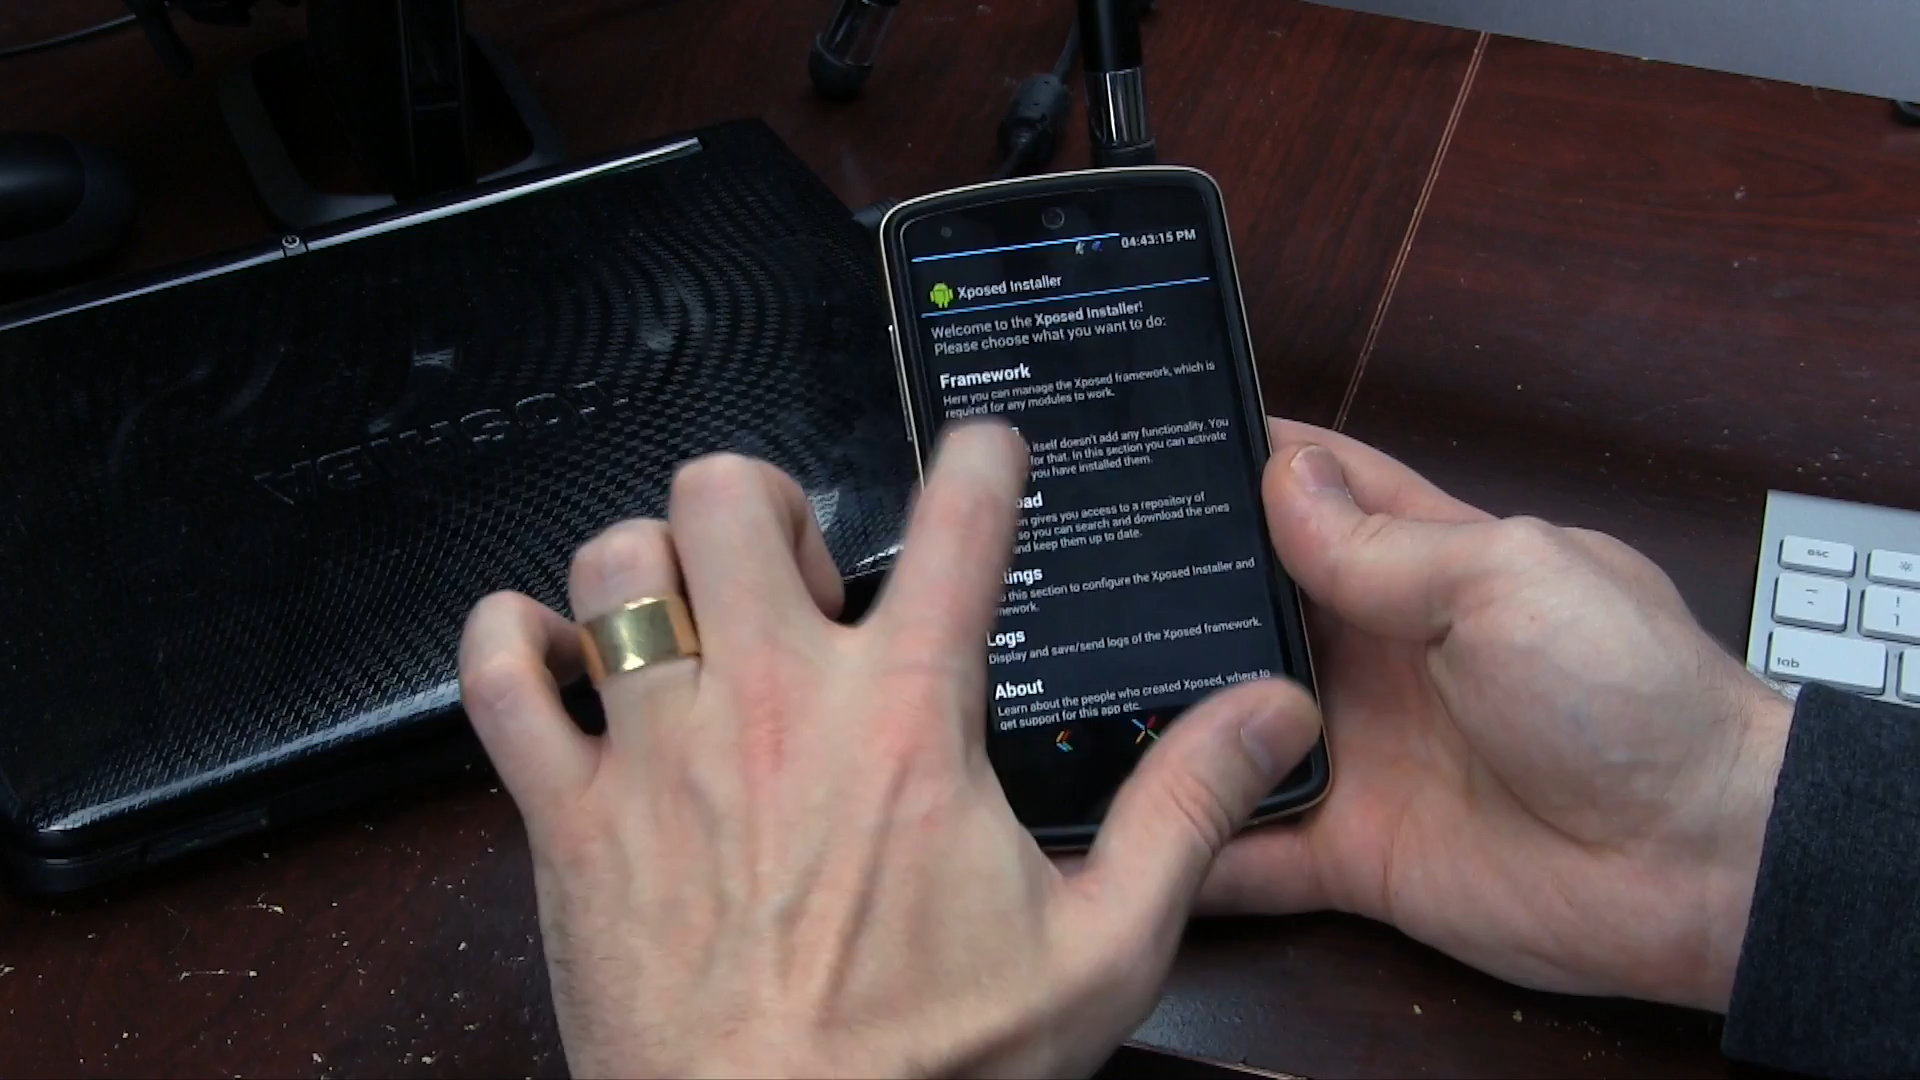 04:43:15 PM
Xposed Installer
Welcome to the Xposed Installer!
Please choose what you want to do:
Framework
Here you can manage the Xposed framework, which is
required for any modules to work.
itself doesn't add any functionality. You
for that. In this section you can activate
you have installed them.
gives you access to a repository of
so you can search and download the ones
and keep them up to date.
this section to configure the Xposed Installer and
Logs
Display and save/send logs of the Xposed framework.
About
Learn about the people who created Xposed, where to
get support for this app etc.
TOSHIBA
esc
tab